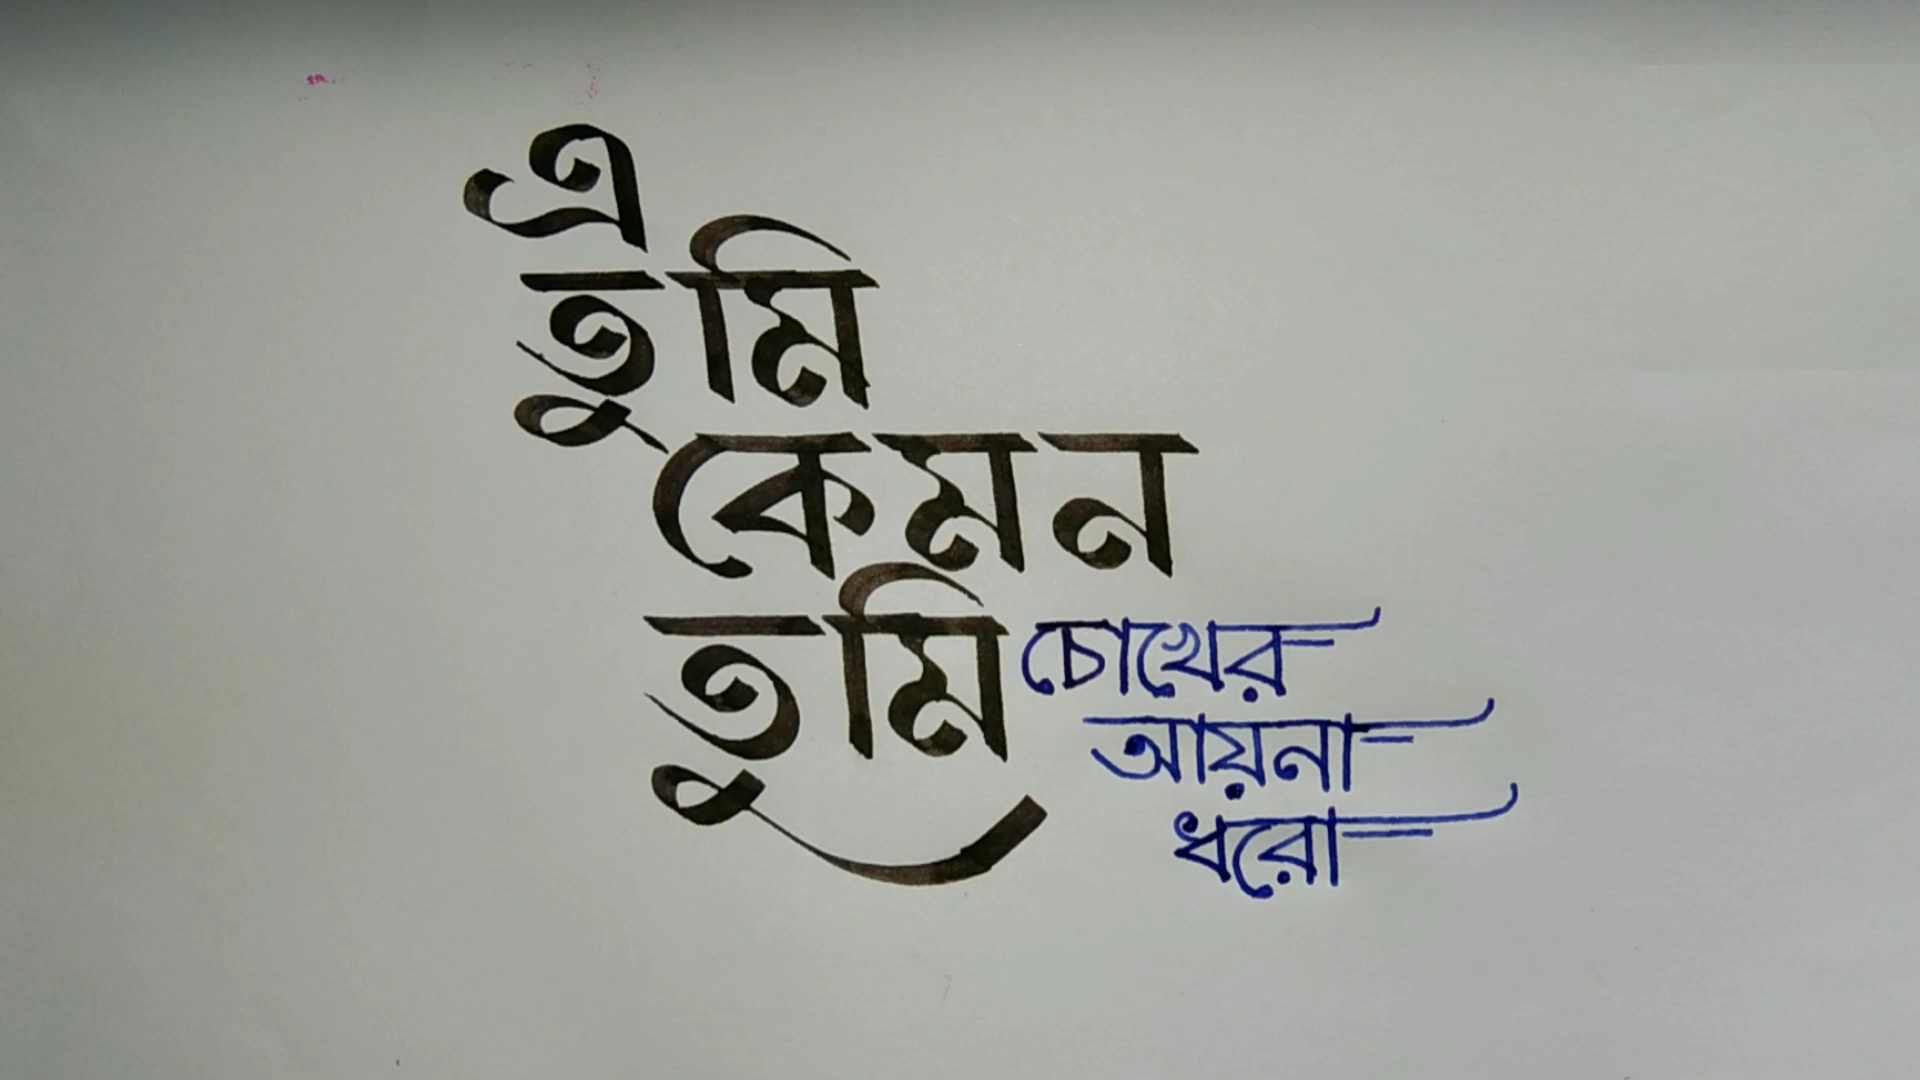 এ
তুমি
কেমন
তুমি
চোখের
আয়না
ধরো